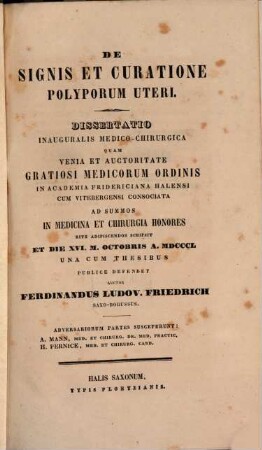 DE
SIGNIS ET CURATIONE
POLYPORUM UTERI.
DISSERTATIO
INAUGURALIS MEDICO-CHIRURGICA
QUAM
VENIA ET AUCTORITATE
GRATIOSI MEDICORUM ORDINIS
IN ACADEMIA FRIDERICIANA HALENSI
CUM VITEBERGENSI CONSOCIATA
AD SUMMOS
IN MEDICINA ET CHIRURGIA HONORES
RITE ADIPISCENDOS SCRIPSIT
ET DIE XVI. M. OCTOBRIS A. MDCCCL
UNA CUM THESIBUS
PUBLICE DEFENDET
AUCTOR
FERDINANDUS LUDOV. FRIEDRICH
SAXO-BORUSSUS.
ADVERSARIORUM PARTES SUSCEPERUNT:
A. MANN, MED. ET CHIRURG. DR. MED. PRACTIC,
H. PERNICE, MED. ET CHIRURG. CAND.
HALIS SAXONUM,
TYPIS PLOETZIANIS.